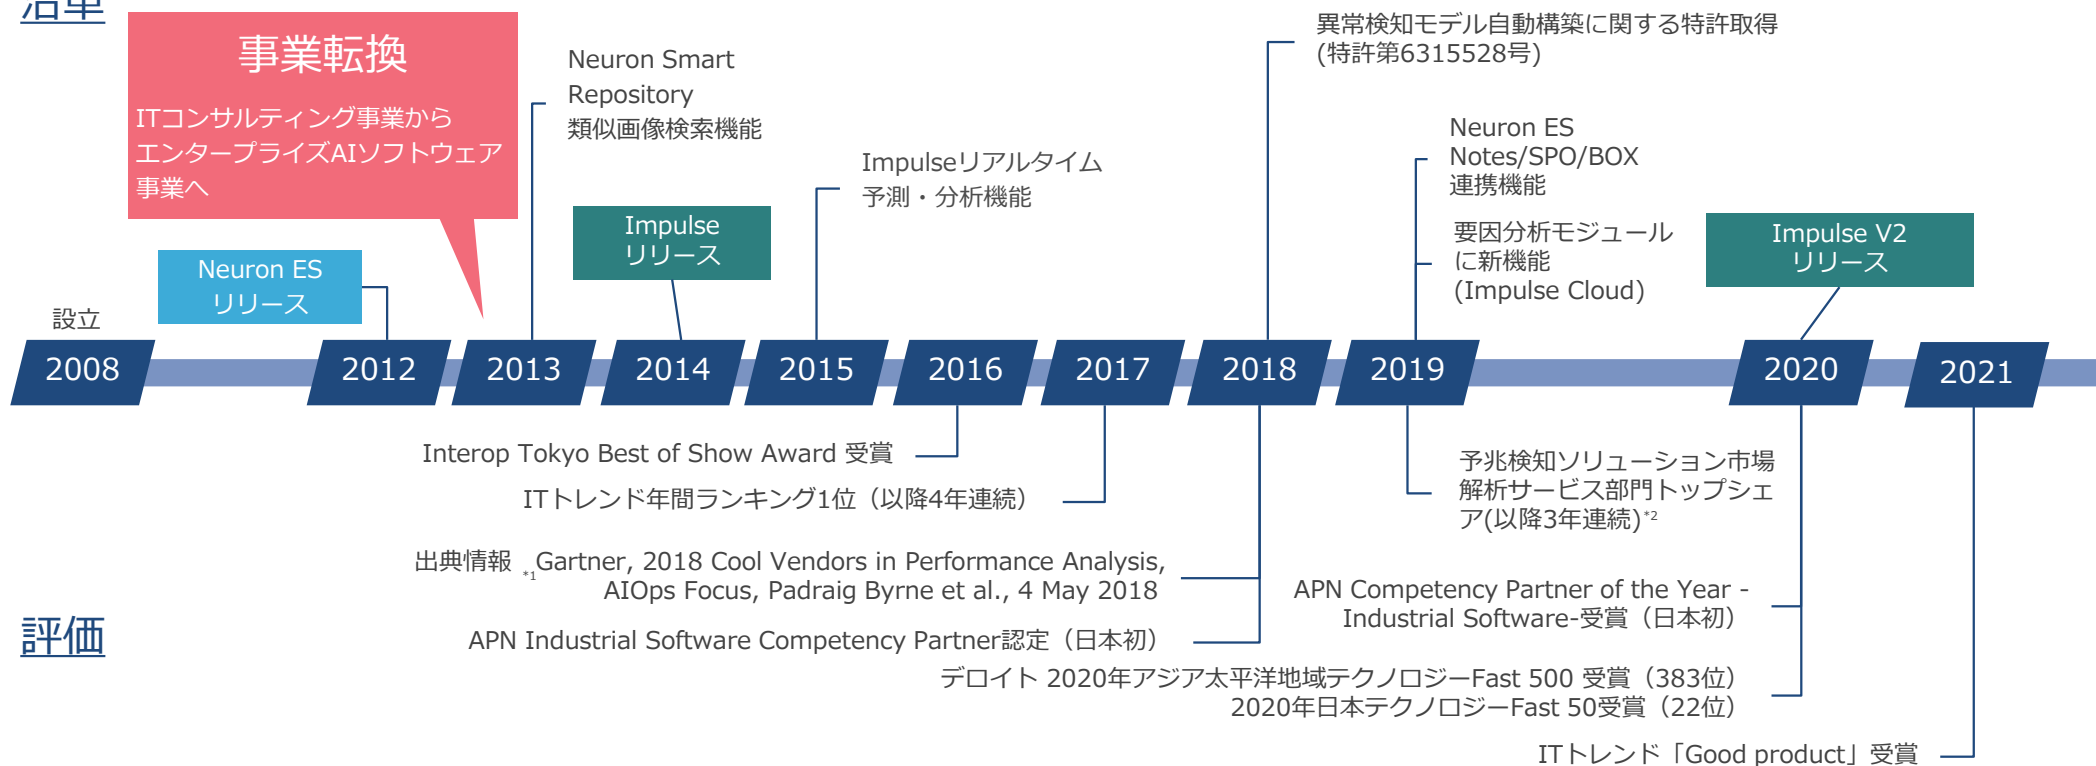 沿革
事業転換
ITコンサルティング事業から
エンタープライズAIソフトウェア
事業へ
Neuron Smart
Repository
類似画像検索機能
Impulseリアルタイム
予測・分析機能
異常検知モデル自動構築に関する特許取得
(特許第6315528号)
Neuron ES
Notes/SPO/BOX
連携機能
要因分析モジュール
に新機能
(Impulse Cloud)
Neuron ES
リリース
Impulse
リリース
Impulse V2
リリース
設立
2008
2012
2013
2014
2015
2016
2017
2018
2019
2020
2021
Interop Tokyo Best of Show Award 受賞
ITトレンド年間ランキング1位（以降4年連続）
出典情報 *1Gartner, 2018 Cool Vendors in Performance Analysis,
AIOps Focus, Padraig Byrne et al., 4 May 2018
APN Industrial Software Competency Partner認定（日本初）
予兆検知ソリューション市場
解析サービス部門トップシェ
ア(以降3年連続)*2
APN Competency Partner of the Year -
Industrial Software-受賞（日本初）
デロイト 2020年アジア太平洋地域テクノロジーFast 500 受賞（383位）
2020年日本テクノロジーFast 50受賞（22位）
ITトレンド「Good product」受賞
評価